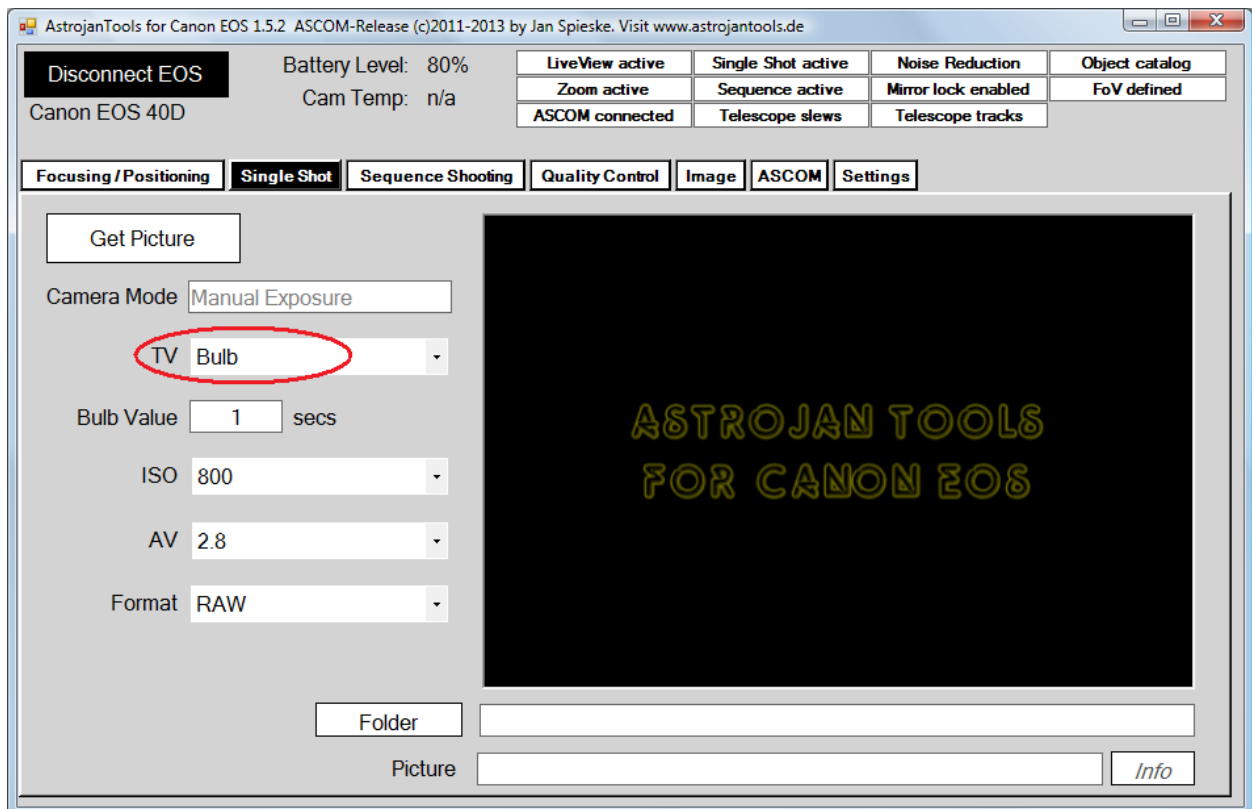 AstrojanTools for Canon EOS 1.5.2 ASCOM-Release (c)2011-2013 by Jan Spieske. Visit www.astrojantools.de
Disconnect EOS
Canon EOS 40D
Battery Level: 80%
Cam Temp: n/a
LiveView active Single Shot active Noise Reduction Object catalog
Zoom active Sequence active Mirror lock enabled FoV defined
ASCOM connected Telescope slews Telescope tracks
Focusing / Positioning Single Shot Sequence Shooting Quality Control Image ASCOM Settings
Get Picture
Camera Mode Manual Exposure
TV Bulb
Bulb Value 1 secs
ISO 800
AV 2.8
Format RAW
ASTROJAN TOOLS
FOR CANON EOS
Folder
Picture Info